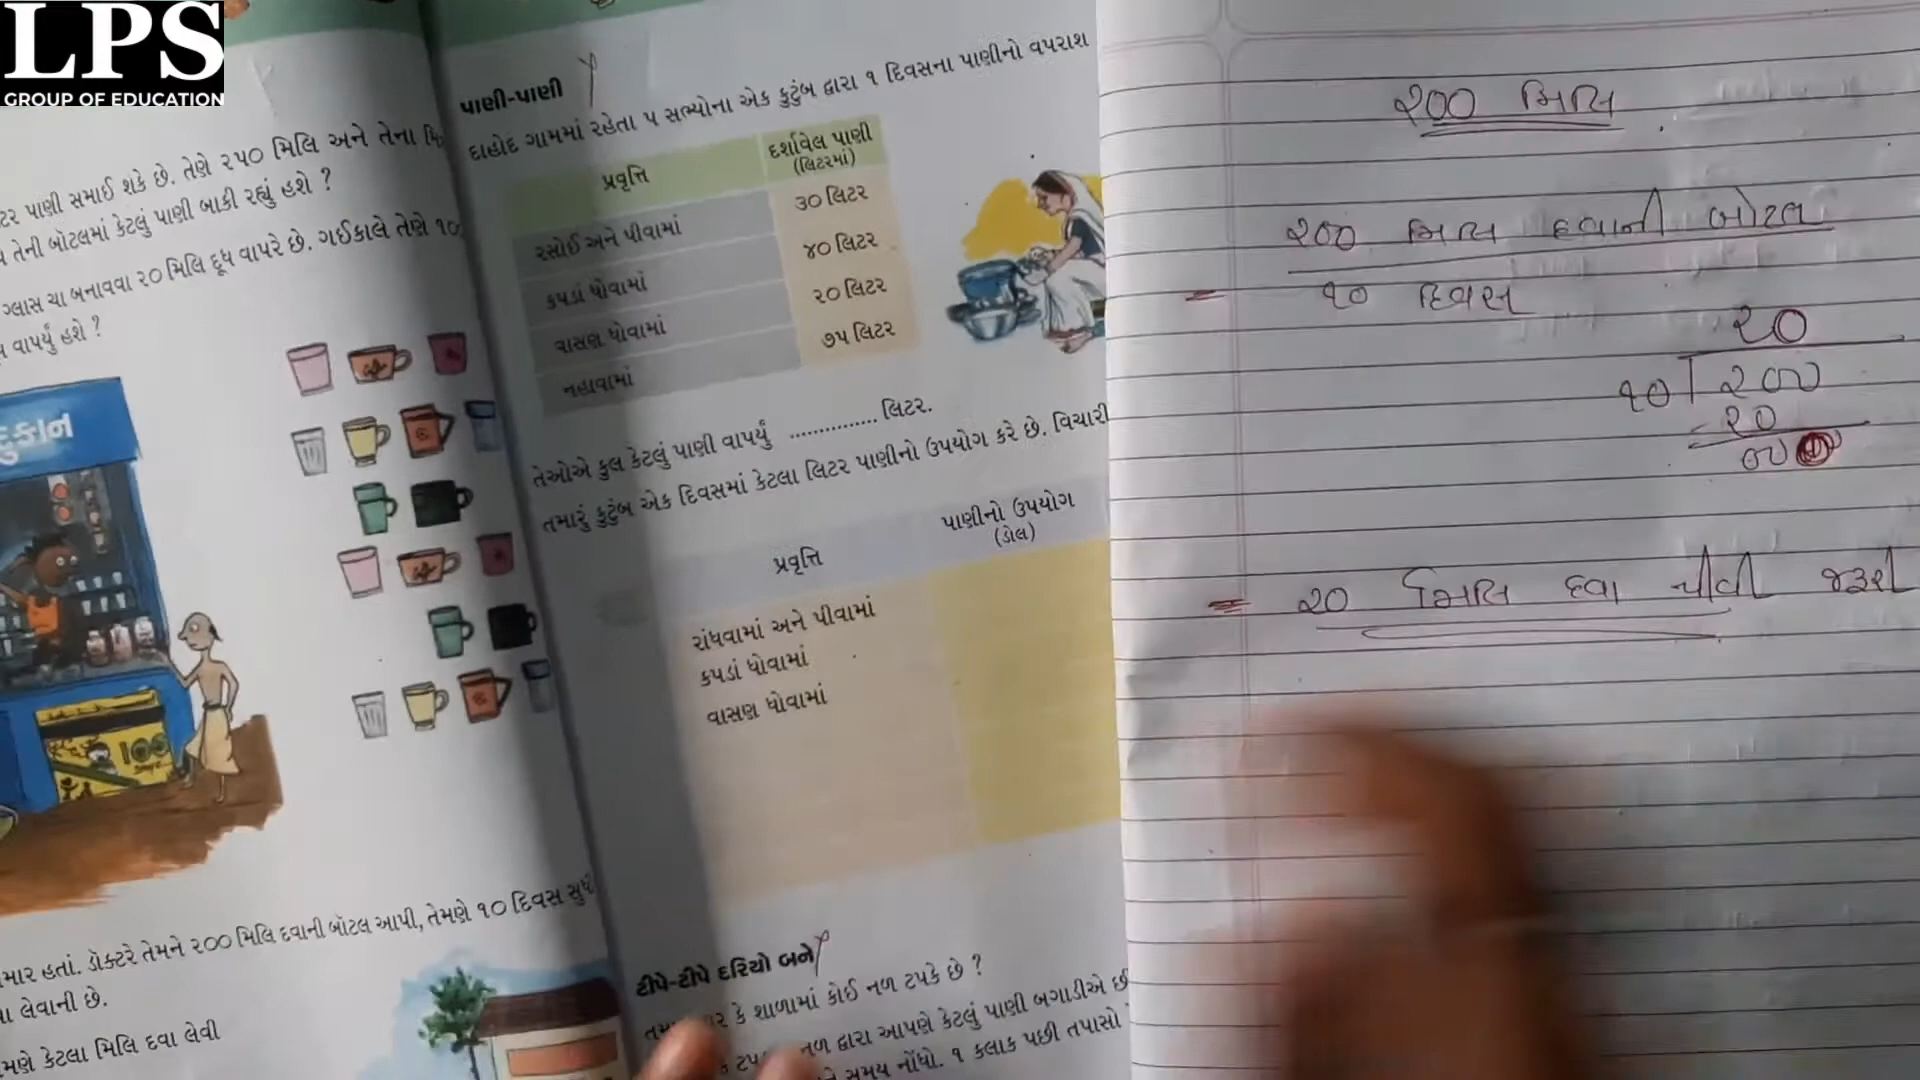 LPS
GROUP OF EDUCATION
ટર પાણી સમાઈ શકે છે. તેણે ૨૫૦ મિલિ અને તેના
તેની બૉટલમાં કેટલું પાણી બાકી રહ્યું હશે ?
ગ્લાસ ચા બનાવવા ૨૦ મિલિ દૂધ વાપરે છે. ગઈકાલે તેણે
વાપર્યું હશે ?
દુકાન
100
માર હતાં. ડૉક્ટરે તેમને ૨૦૦ મિલિ દવાની બૉટલ આપી, તેમણે ૧૦ દિવસ સુધી
લેવાની છે.
મણે કેટલા મિલિ દવા લેવી
પાણી-પાણી
દાહોદ ગામમાં રહેતા ૫ સભ્યોના એક કુટુંબ દ્વારા ૧ દિવસના પાણીનો વપરાશ
પ્રવૃત્તિ દર્શાવેલ પાણી
(લિટરમાં)
રસોઈ અને પીવામાં ૩૦ લિટર
કપડાં ધોવામાં ૪૦ લિટર
વાસણ ધોવામાં ૨૦ લિટર
નહાવામાં ૭૫ લિટર
તેઓએ કુલ કેટલું પાણી વાપર્યું ............... લિટર.
તમારું કુટુંબ એક દિવસમાં કેટલા લિટર પાણીનો ઉપયોગ કરે છે. વિચારી
પ્રવૃત્તિ પાણીનો ઉપયોગ
(ડોલ)
રાંધવામાં અને પીવામાં
કપડાં ધોવામાં
વાસણ ધોવામાં
ટીપે-ટીપે દરિયો બને
કે શાળામાં કોઈ નળ ટપકે છે ?
નળ દ્વારા આપણે કેટલું પાણી બગાડીએ
સમય નોંધો. ૧ કલાક પછી તપાસો
૨૦૦ મિલિ
૨૦૦ મિલિ દવાની બોટલ
- ૧૦ દિવસ
૨૦
૧૦ ૨૦૦
- ૨૦
૦૦
= ૨૦ મિલિ દવા પીવી જરૂરી